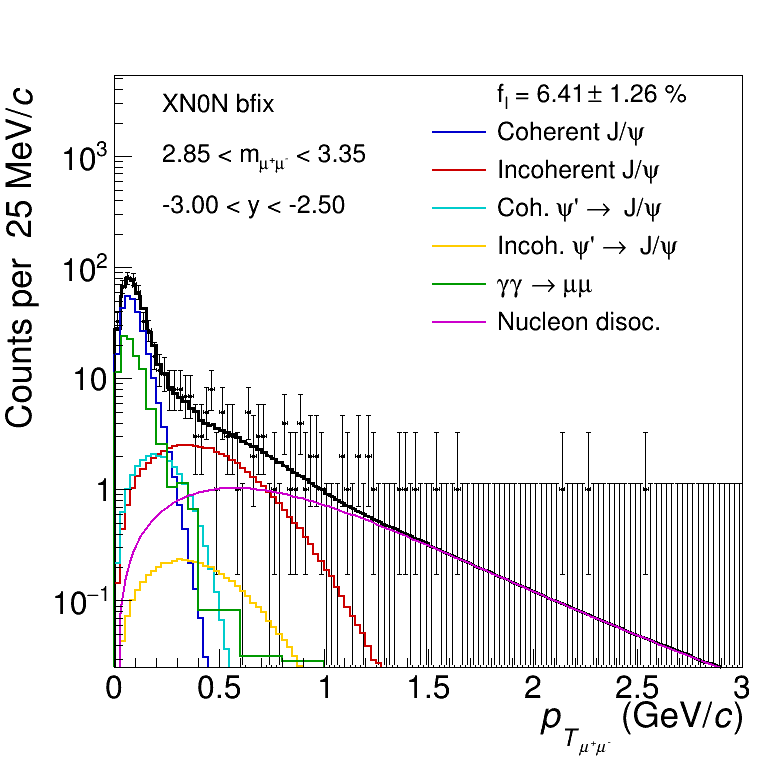 XN0N bfix
2.85 < m_{μ⁺μ⁻} < 3.35
-3.00 < y < -2.50
f_I = 6.41 ± 1.26 %
Coherent J/ψ
Incoherent J/ψ
Coh. ψ' → J/ψ
Incoh. ψ' → J/ψ
γγ → μμ
Nucleon disoc.
Counts per 25 MeV/c
10³
10²
10
1
10⁻¹
0 0.5 1 1.5 2 2.5 3
p_{T μ⁺μ⁻} (GeV/c)